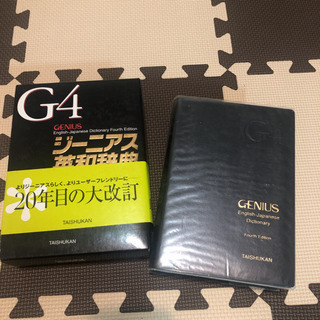 G4
GENIUS
English Japanese Dictionary Fourth Edition
ジーニアス
英和辞典
よりジーニアスらしく、よりユーザーフレンドリーに
20年目の大改訂
TAISHUKAN
GENIUS
English Japanese
Dictionary
Fourth Edition
TAISHUKAN